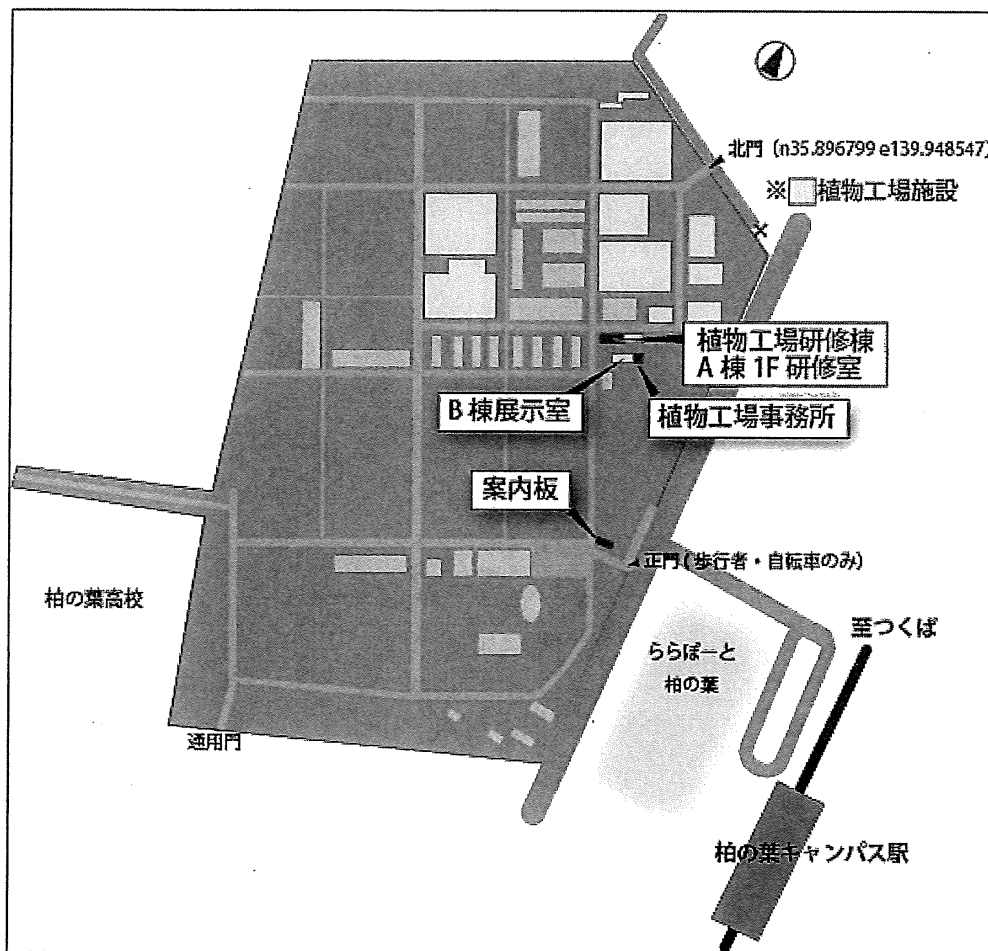 北門 (n35.896799 e139.948547)
※□植物工場施設
植物工場研修棟
A 棟 1F 研修室
B 棟展示室
植物工場事務所
案内板
正門(歩行者・自転車のみ)
柏の葉高校
至つくば
ららぽーと
柏の葉
通用門
柏の葉キャンパス駅